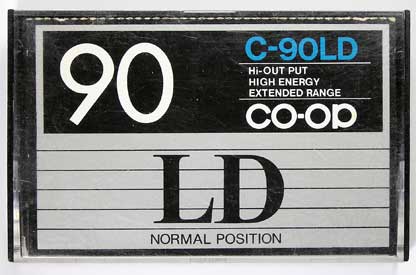 90
C-90LD
Hi-OUT PUT
HIGH ENERGY
EXTENDED RANGE
co-op
LD
NORMAL POSITION